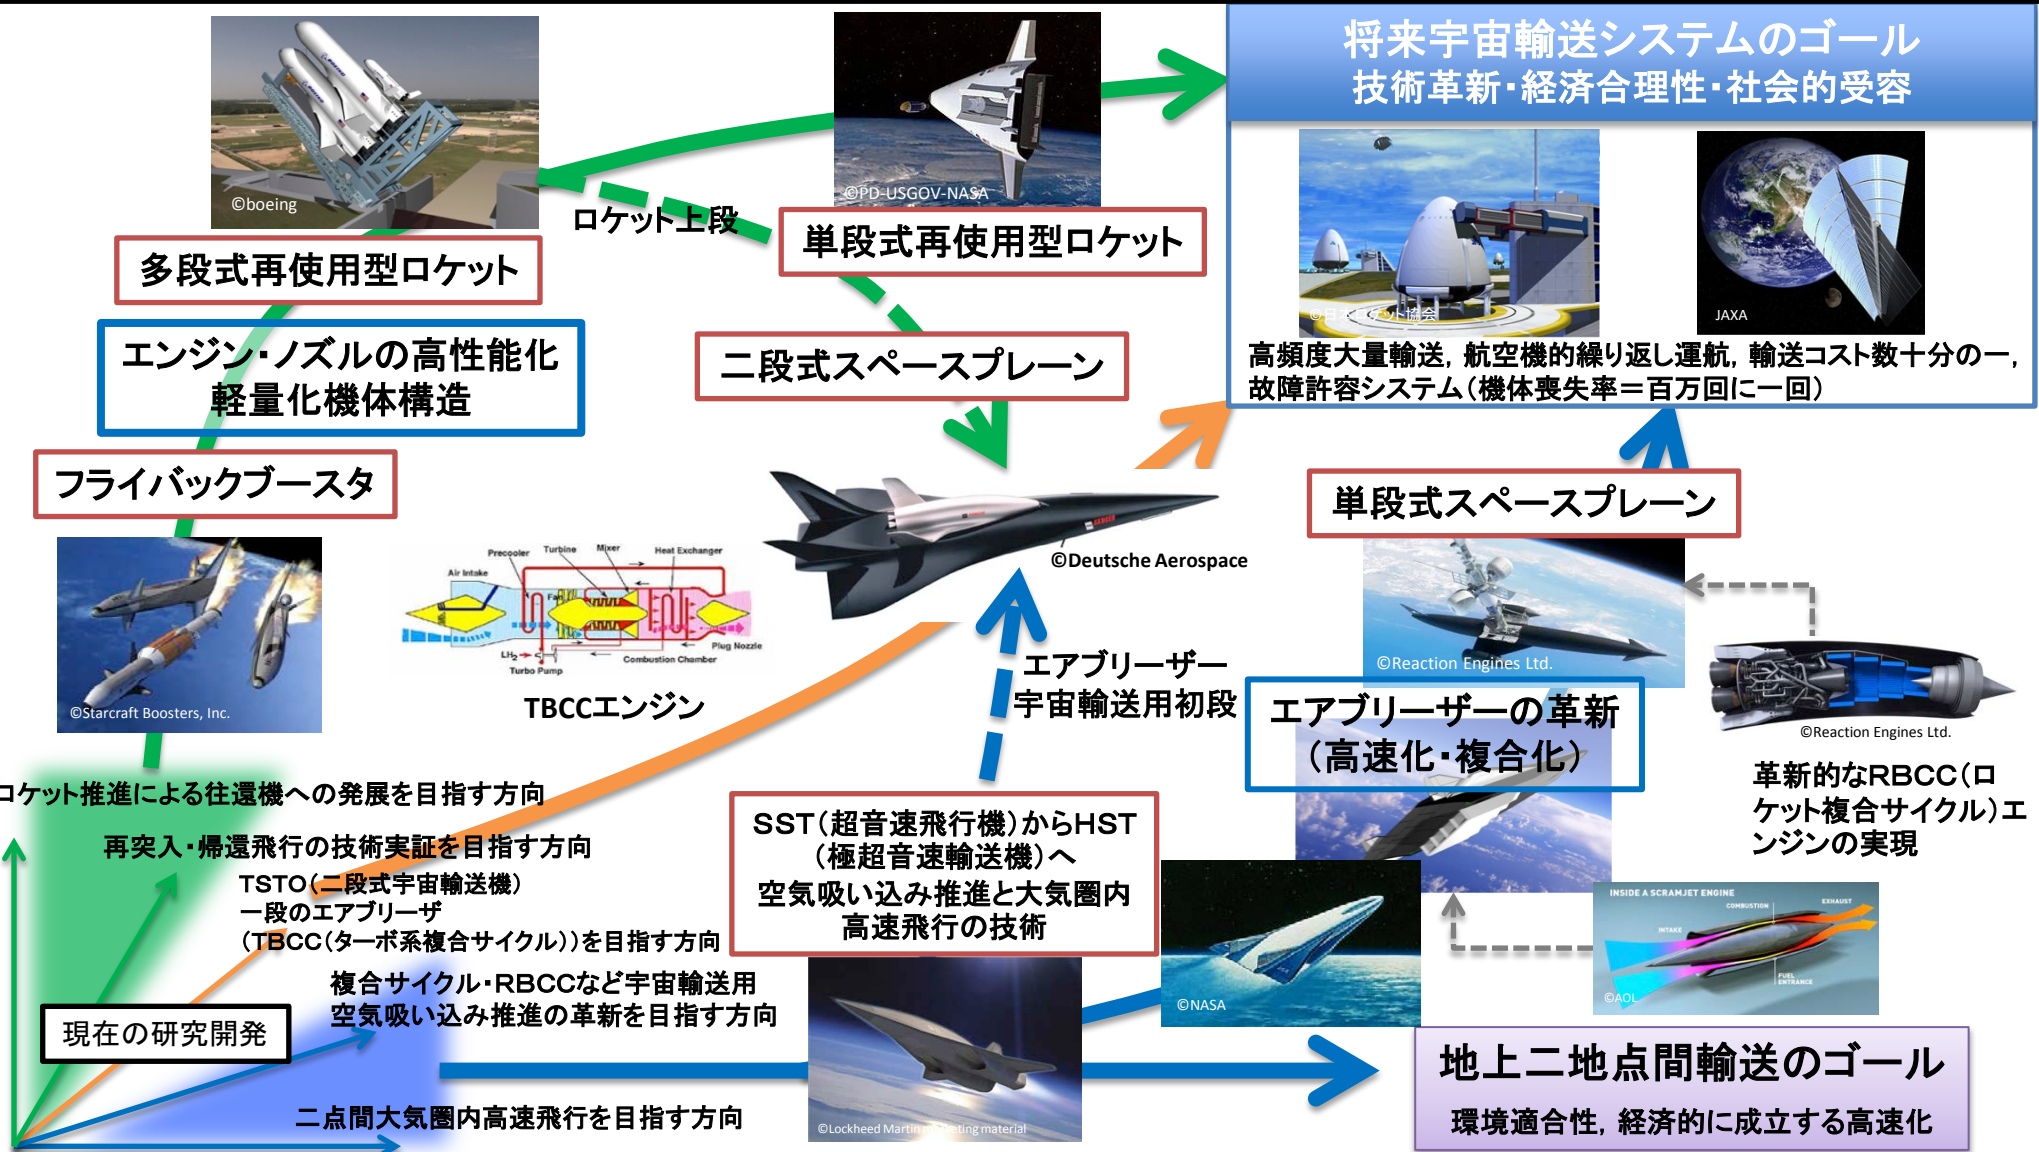 将来宇宙輸送システムのゴール
技術革新・経済合理性・社会的受容
©boeing
©PD-USGOV-NASA
ロケット上段
多段式再使用型ロケット
単段式再使用型ロケット
©日本ロケット協会
JAXA
高頻度大量輸送, 航空機的繰り返し運航, 輸送コスト数十分の一,
故障許容システム(機体喪失率=百万回に一回)
エンジン・ノズルの高性能化
軽量化機体構造
二段式スペースプレーン
フライバックブースタ
単段式スペースプレーン
©Starcraft Boosters, Inc.
Precooler
Turbine
Mixer
Heat Exchanger
Air Intake
Fan
LH2
Turbo Pump
Combustion Chamber
Plug Nozzle
TBCCエンジン
©Deutsche Aerospace
エアブリーザー
宇宙輸送用初段
©Reaction Engines Ltd.
エアブリーザーの革新
(高速化・複合化)
©Reaction Engines Ltd.
革新的なRBCC(ロ
ケット複合サイクル)エ
ンジンの実現
ロケット推進による往還機への発展を目指す方向
再突入・帰還飛行の技術実証を目指す方向
TSTO(二段式宇宙輸送機)
一段のエアブリーザ
(TBCC(ターボ系複合サイクル))を目指す方向
複合サイクル・RBCCなど宇宙輸送用
空気吸い込み推進の革新を目指す方向
現在の研究開発
二点間大気圏内高速飛行を目指す方向
SST(超音速飛行機)からHST
(極超音速輸送機)へ
空気吸い込み推進と大気圏内
高速飛行の技術
©Lockheed Martin marketing material
©NASA
INSIDE A SCRAMJET ENGINE
COMBUSTION
EXHAUST
INTAKE
FUEL
ENTRANCE
©AOL
地上二地点間輸送のゴール
環境適合性, 経済的に成立する高速化